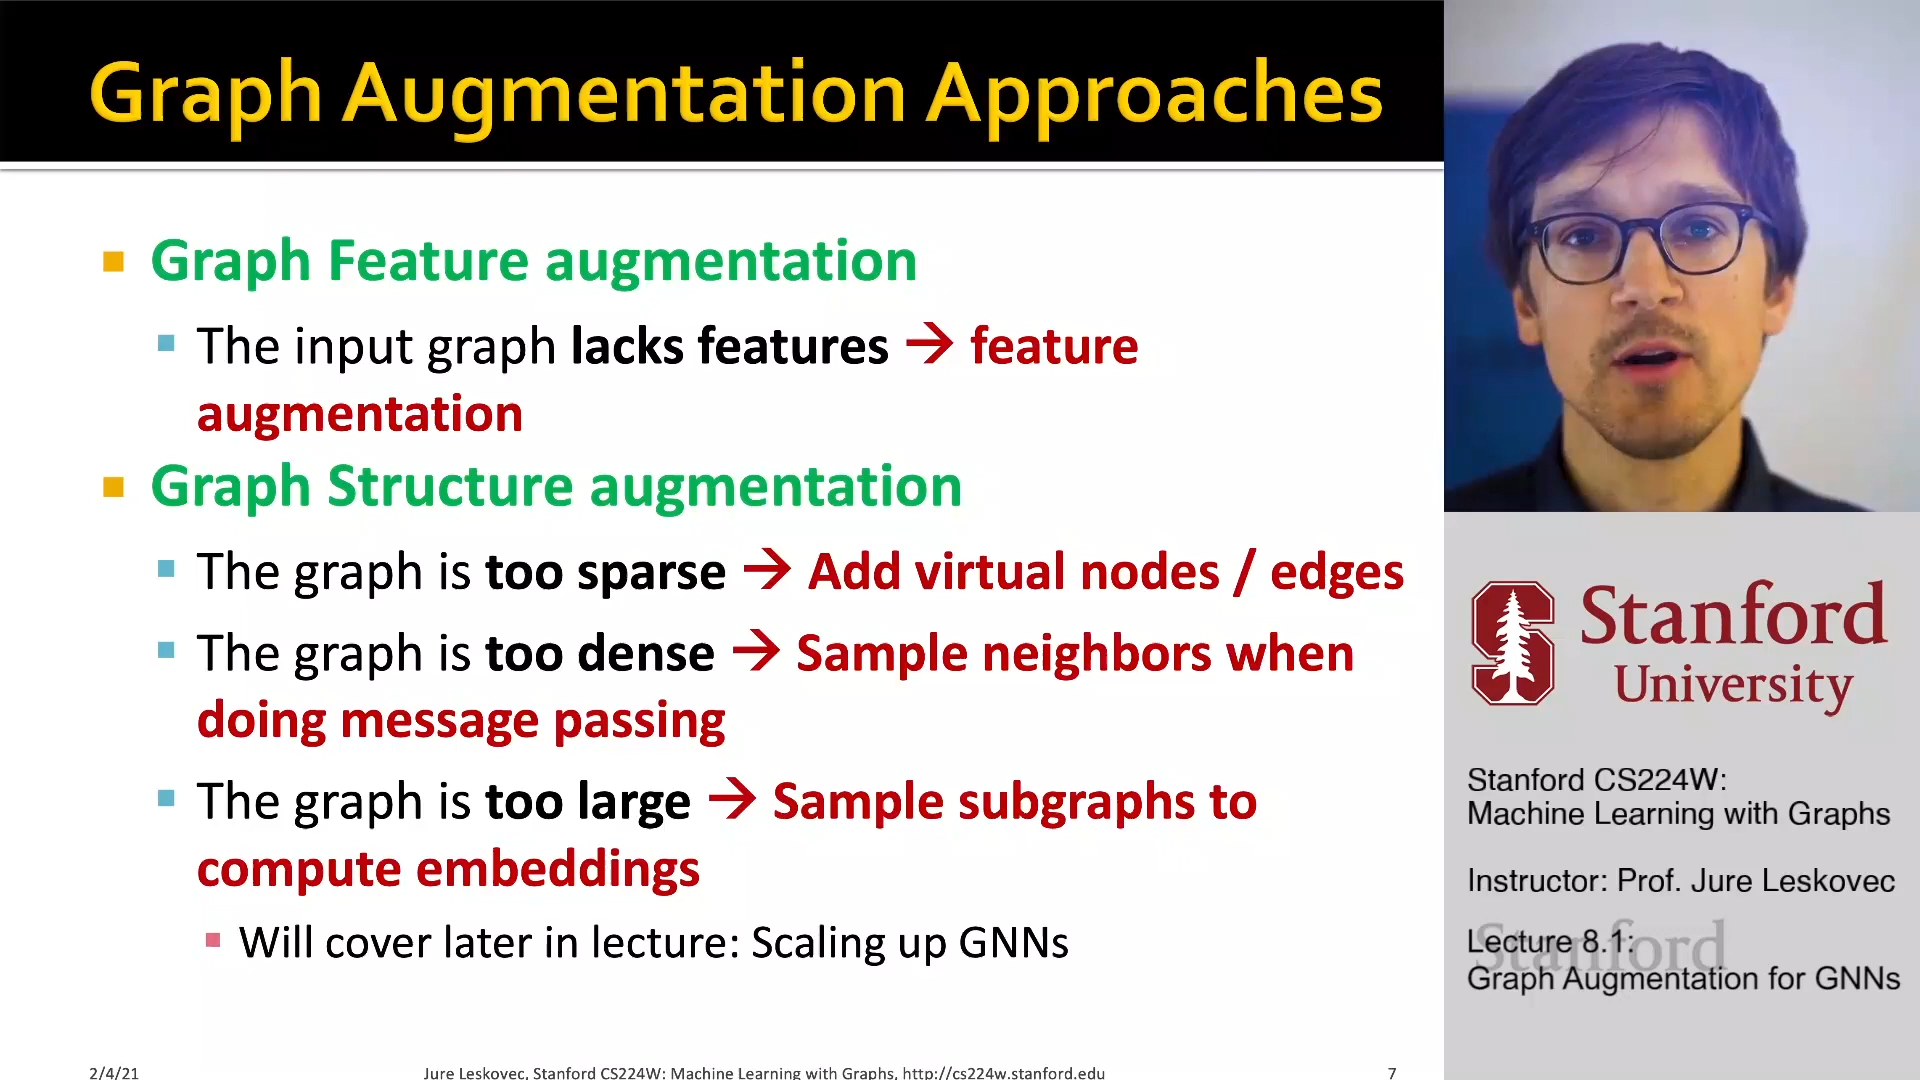 Graph Augmentation Approaches
Graph Feature augmentation
The input graph lacks features → feature
augmentation
Graph Structure augmentation
The graph is too sparse → Add virtual nodes / edges
The graph is too dense → Sample neighbors when
doing message passing
The graph is too large → Sample subgraphs to
compute embeddings
Will cover later in lecture: Scaling up GNNs
2/4/21
Jure Leskovec, Stanford CS224W: Machine Learning with Graphs, http://cs224w.stanford.edu
7
Stanford
University
Stanford CS224W:
Machine Learning with Graphs
Instructor: Prof. Jure Leskovec
Stanford
Lecture 8.1:
Graph Augmentation for GNNs